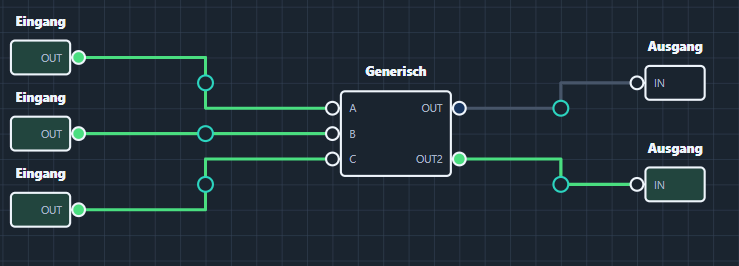 Eingang
OUT
Eingang
OUT
Eingang
OUT
Generisch
A OUT
B
C OUT2
Ausgang
IN
Ausgang
IN